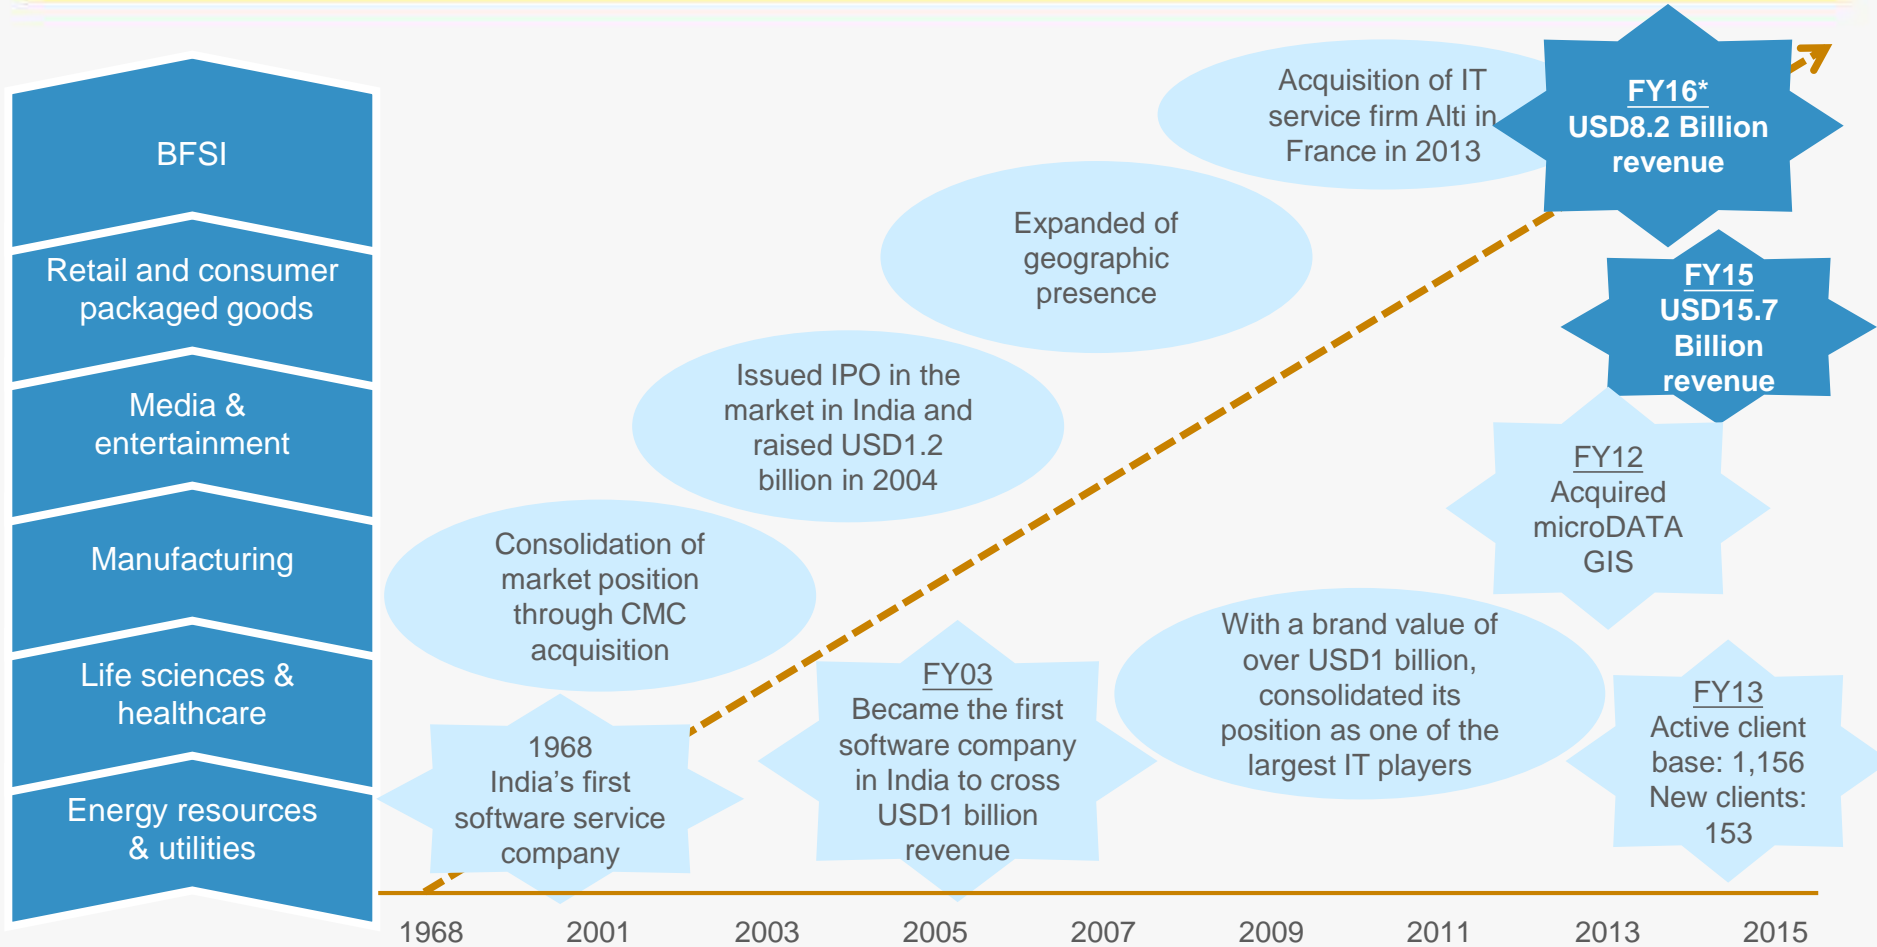 BFSI
Retail and consumer
packaged goods
Media &
entertainment
Manufacturing
Life sciences &
healthcare
Energy resources
& utilities
Acquisition of IT
service firm Alti in
France in 2013
FY16*
USD8.2 Billion
revenue
Expanded of
geographic
presence
FY15
USD15.7
Billion
revenue
Issued IPO in the
market in India and
raised USD1.2
billion in 2004
FY12
Acquired
microDATA
GIS
Consolidation of
market position
through CMC
acquisition
With a brand value of
over USD1 billion,
consolidated its
position as one of the
largest IT players
FY03
Became the first
software company
in India to cross
USD1 billion
revenue
FY13
Active client
base: 1,156
New clients:
153
1968
India’s first
software service
company
1968
2001
2003
2005
2007
2009
2011
2013
2015